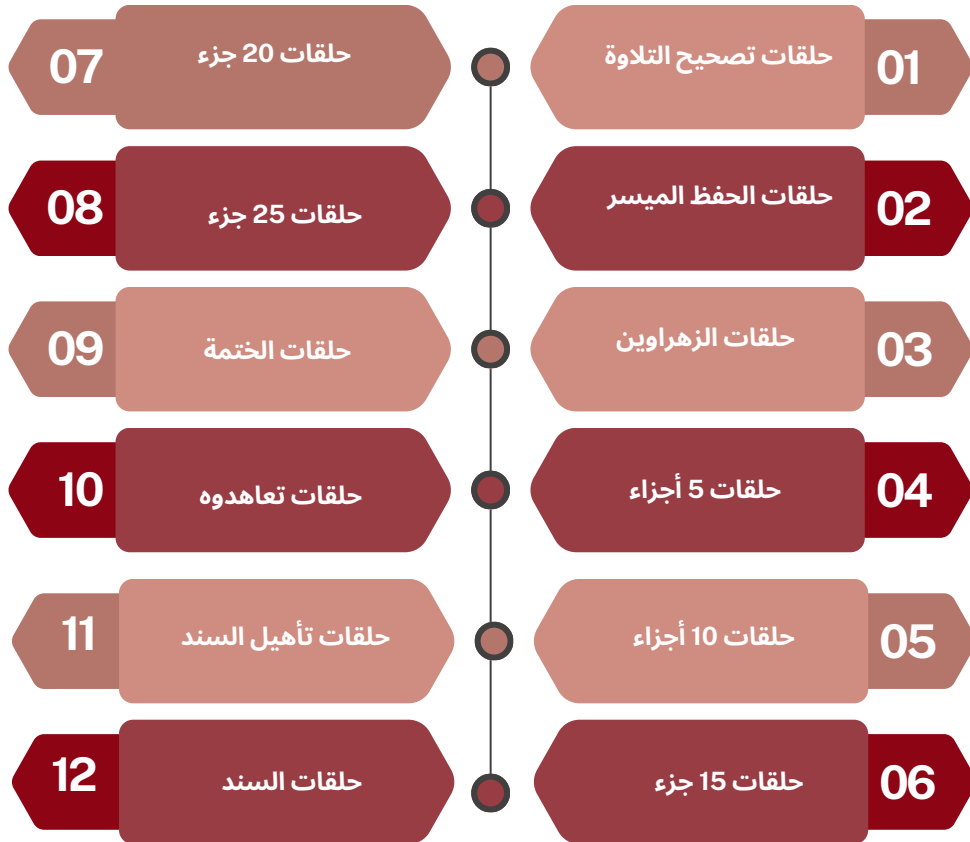 01
حلقات تصحيح التلاوة
02
حلقات الحفظ الميسر
03
حلقات الزهراوين
04
حلقات 5 أجزاء
05
حلقات 10 أجزاء
06
حلقات 15 جزء
07
حلقات 20 جزء
08
حلقات 25 جزء
09
حلقات الختمة
10
حلقات تعاهدوه
11
حلقات تأهيل السند
12
حلقات السند